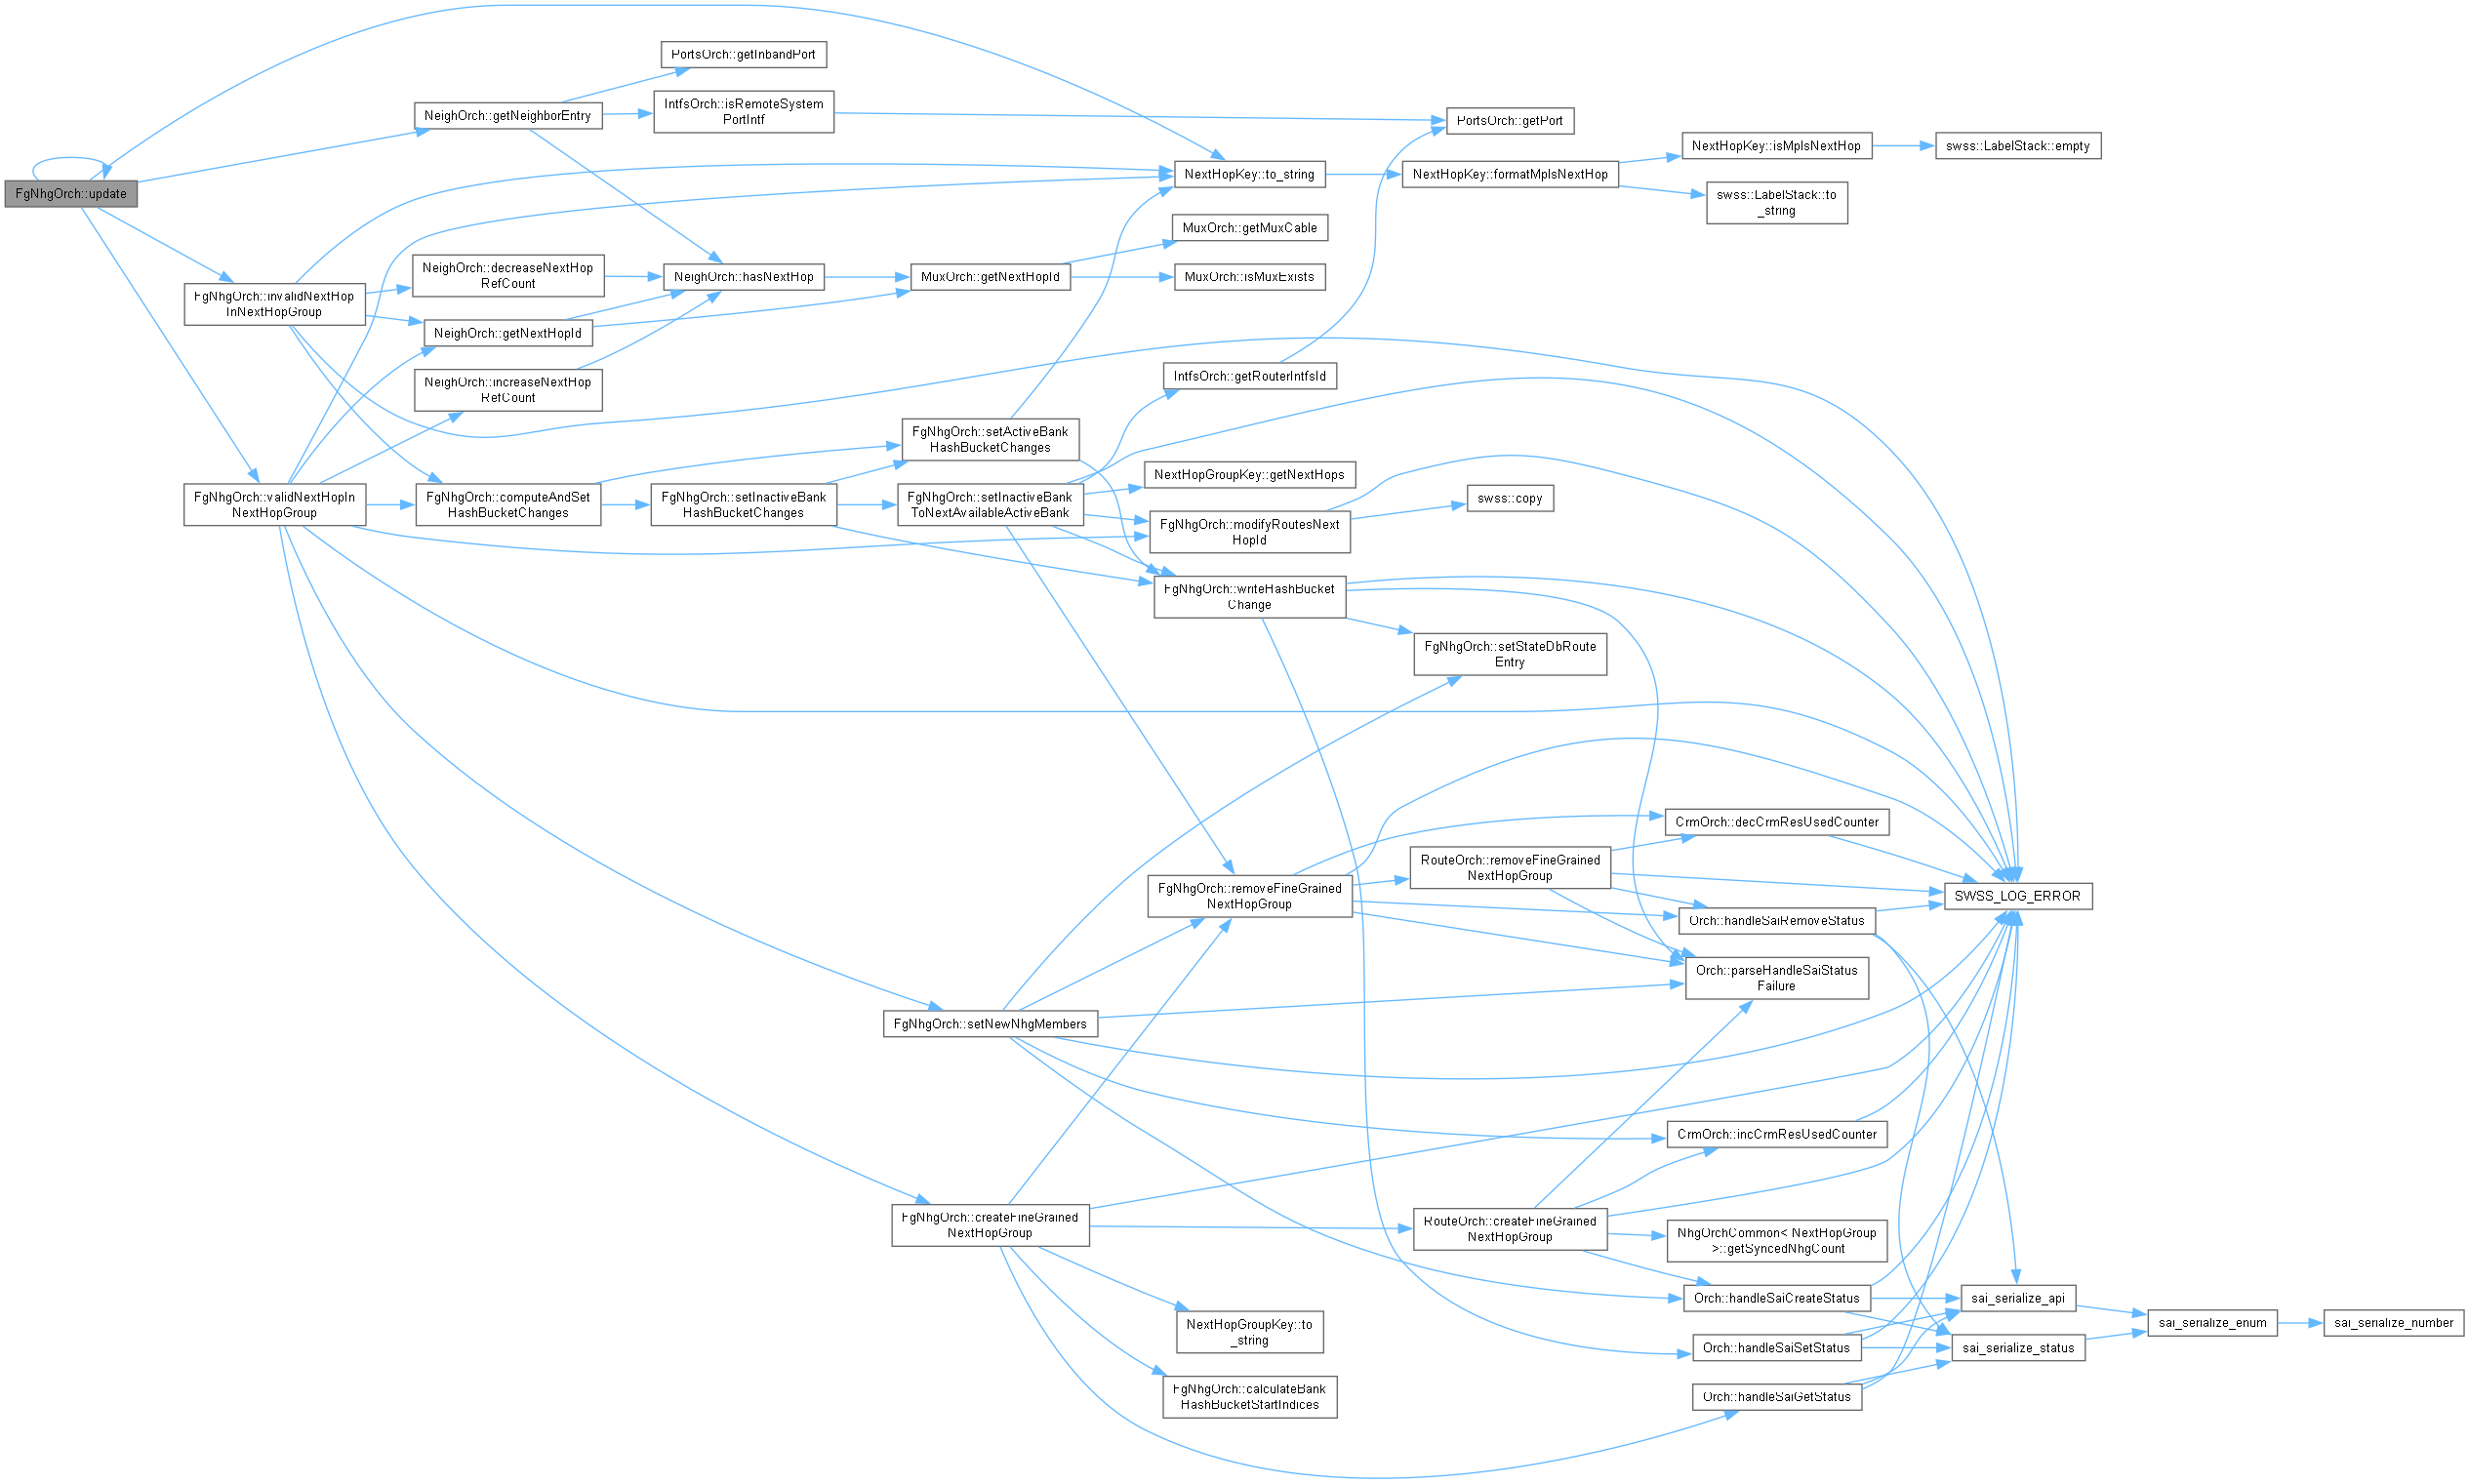 PortsOrch::getInbandPort
IntfsOrch::isRemoteSystem
PortIntf
NeighOrch::getNeighborEntry
PortsOrch::getPort
NextHopKey::isMplsNextHop
swss::LabelStack::empty
NextHopKey::to_string
NextHopKey::formatMplsNextHop
FgNhgOrch::update
swss::LabelStack::to
_string
MuxOrch::getMuxCable
NeighOrch::decreaseNextHop
RefCount
NeighOrch::hasNextHop
MuxOrch::getNextHopId
MuxOrch::isMuxExists
FgNhgOrch::invalidNextHop
InNextHopGroup
NeighOrch::getNextHopId
NeighOrch::increaseNextHop
RefCount
IntfsOrch::getRouterIntfsId
FgNhgOrch::setActiveBank
HashBucketChanges
NextHopGroupKey::getNextHops
FgNhgOrch::validNextHopIn
NextHopGroup
FgNhgOrch::computeAndSet
HashBucketChanges
FgNhgOrch::setInactiveBank
HashBucketChanges
FgNhgOrch::setInactiveBank
ToNextAvailableActiveBank
swss::copy
FgNhgOrch::modifyRoutesNext
HopId
FgNhgOrch::writeHashBucket
Change
FgNhgOrch::setStateDbRoute
Entry
CrmOrch::decCrmResUsedCounter
RouteOrch::removeFineGrained
NextHopGroup
FgNhgOrch::removeFineGrained
NextHopGroup
SWSS_LOG_ERROR
Orch::handleSaiRemoveStatus
Orch::parseHandleSaiStatus
Failure
FgNhgOrch::setNewNhgMembers
CrmOrch::incCrmResUsedCounter
FgNhgOrch::createFineGrained
NextHopGroup
RouteOrch::createFineGrained
NextHopGroup
NhgOrchCommon< NextHopGroup
>::getSyncedNhgCount
Orch::handleSaiCreateStatus
sai_serialize_api
NextHopGroupKey::to
_string
sai_serialize_enum
sai_serialize_number
Orch::handleSaiSetStatus
sai_serialize_status
FgNhgOrch::calculateBank
HashBucketStartIndices
Orch::handleSaiGetStatus